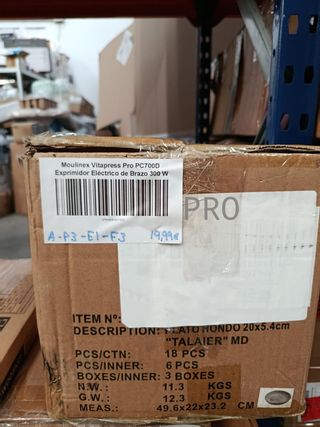 Moulinex Vitapress Pro PC700D
Exprimidor Eléctrico de Brazo 300 W
A-P3-E1-F3 19,99€
PRO
ITEM Nº:
DESCRIPTION: PLATO HONDO 20x5.4cm
"TALAIER" MD
PCS/CTN: 18 PCS
PCS/INNER: 6 PCS
BOXES/INNER: 3 BOXES
N.W.: 11.3 KGS
G.W.: 12.3 KGS
MEAS.: 49.6x22x23.2 CM